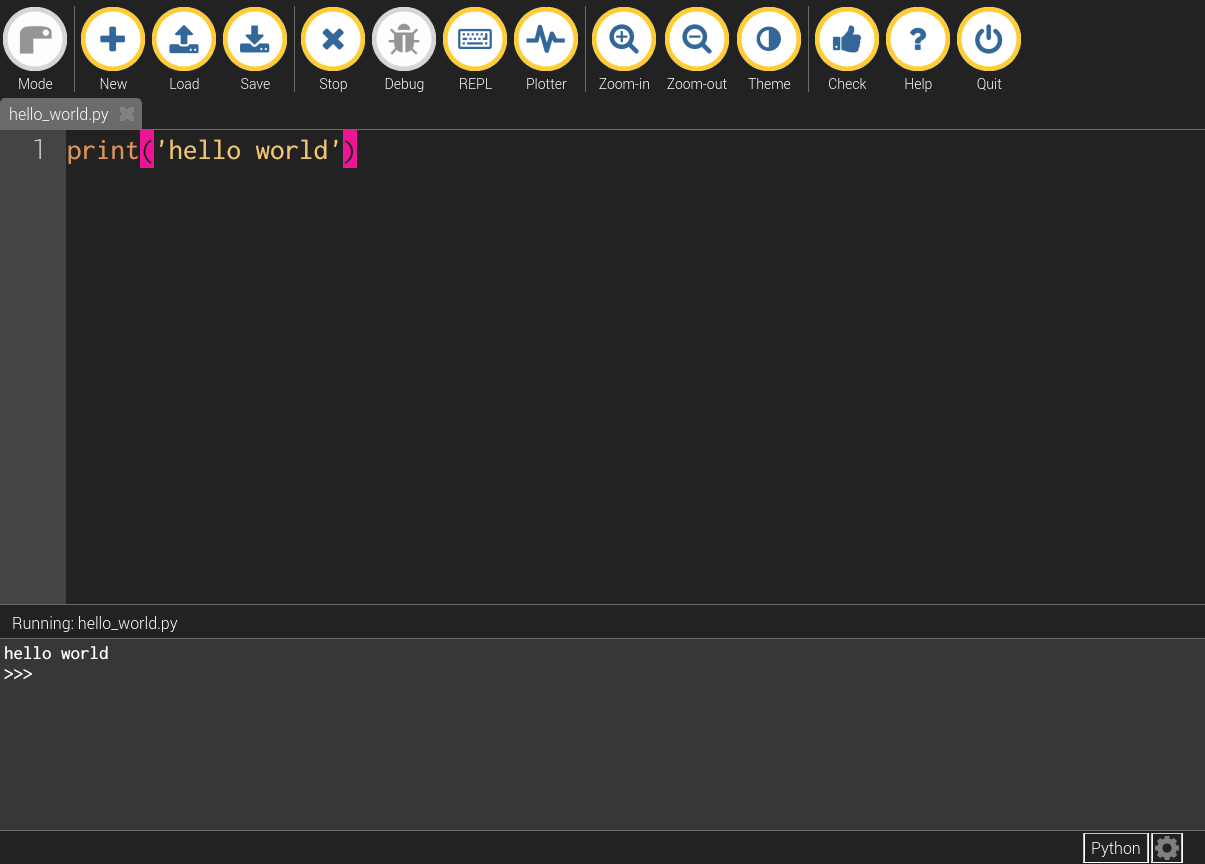 Mode New Load Save Stop Debug REPL Plotter Zoom-in Zoom-out Theme Check Help Quit
hello_world.py
1 print('hello world')
Running: hello_world.py
hello world
>>>
Python